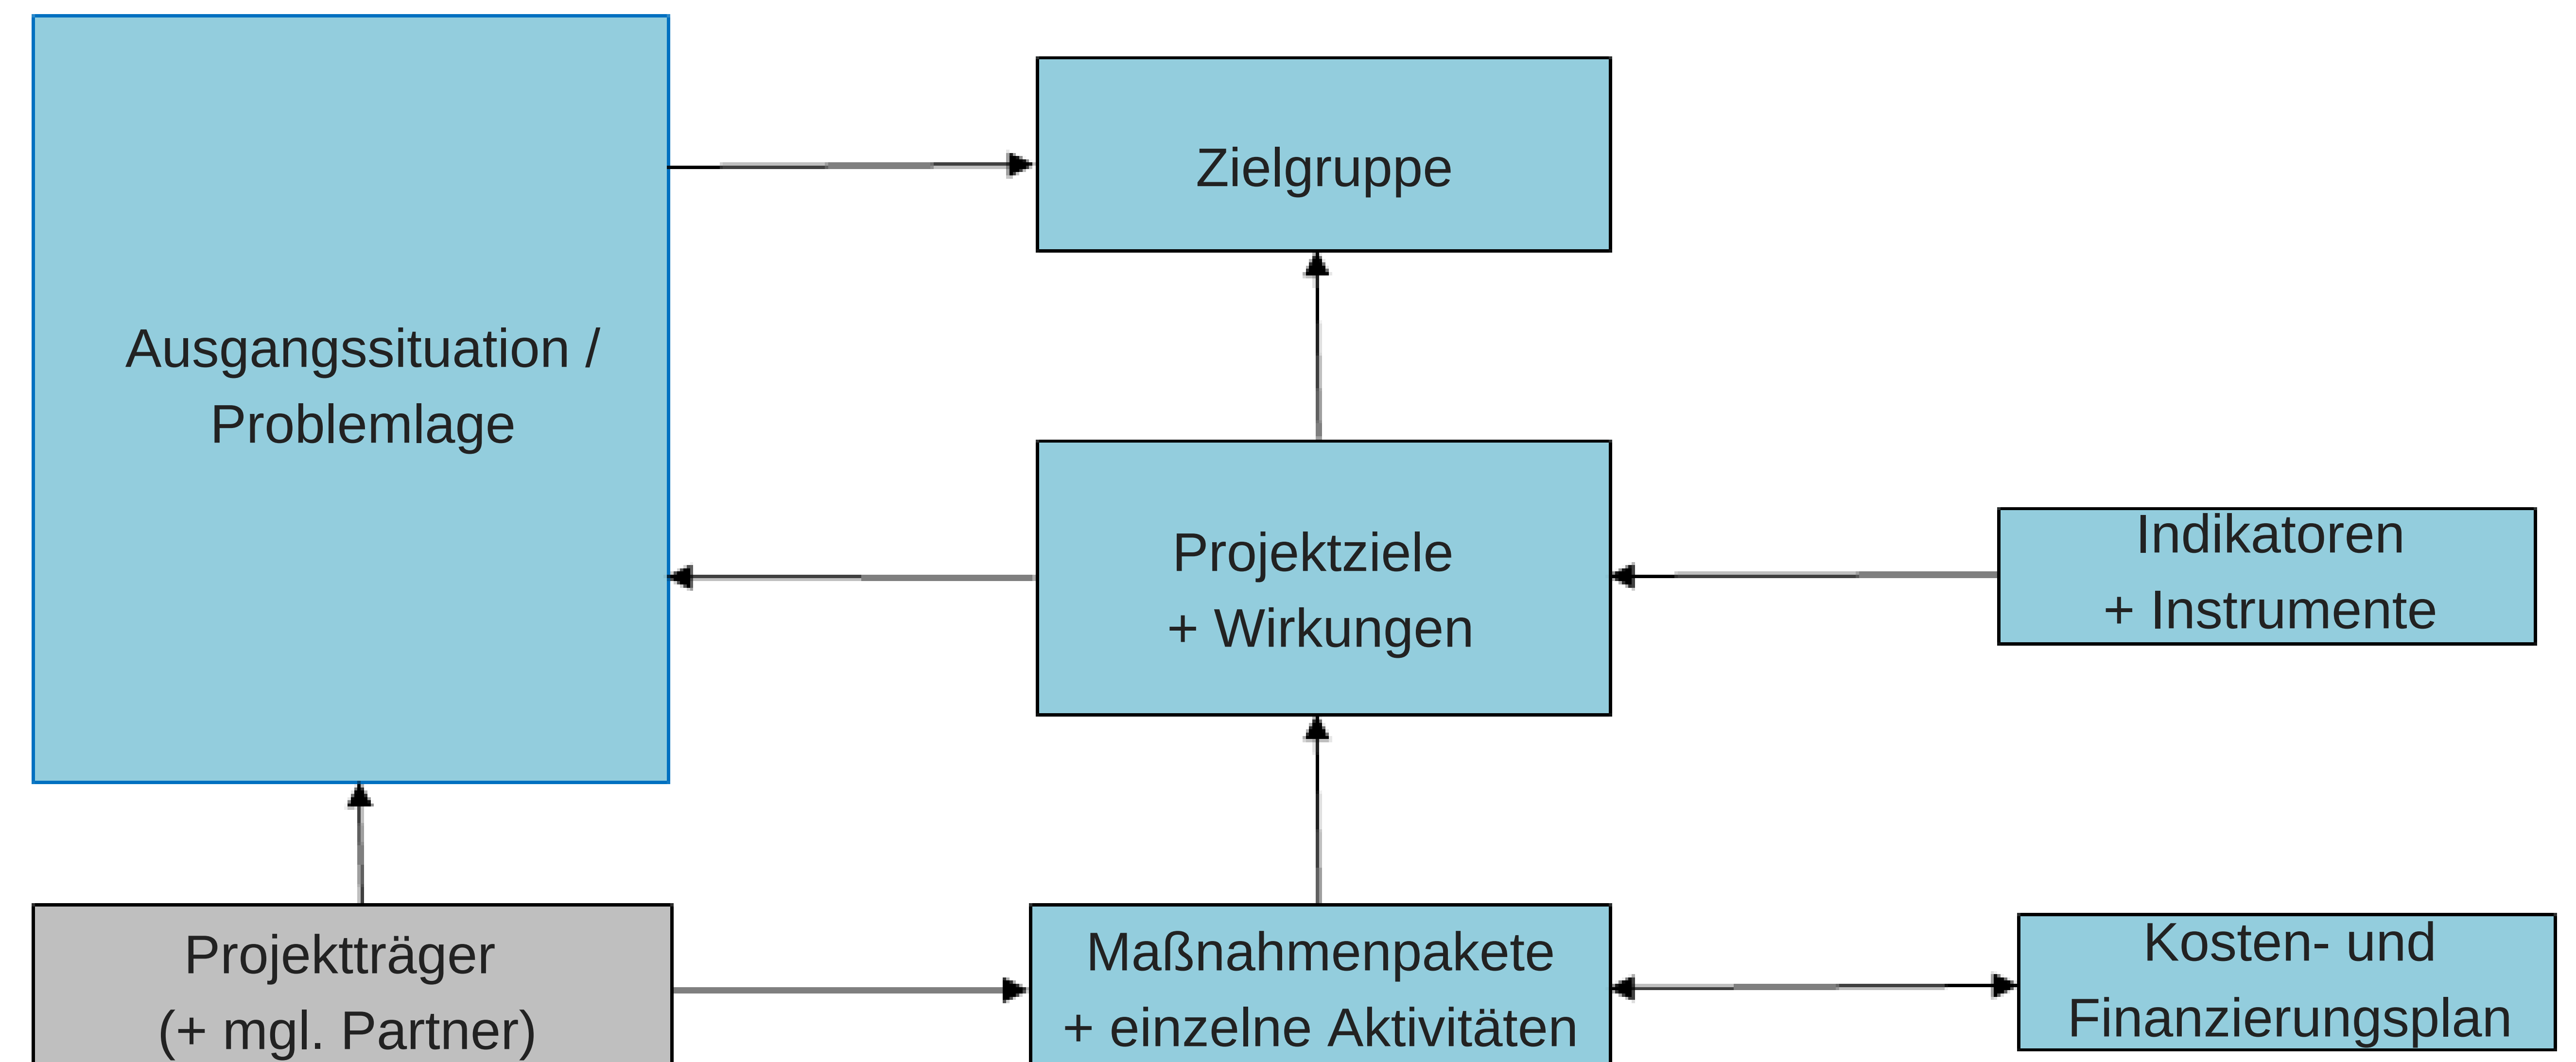 Zielgruppe
Ausgangssituation /
Problemlage
Projektziele
+ Wirkungen
Indikatoren
+ Instrumente
Projektträger
(+ mgl. Partner)
Maßnahmenpakete
+ einzelne Aktivitäten
Kosten- und
Finanzierungsplan